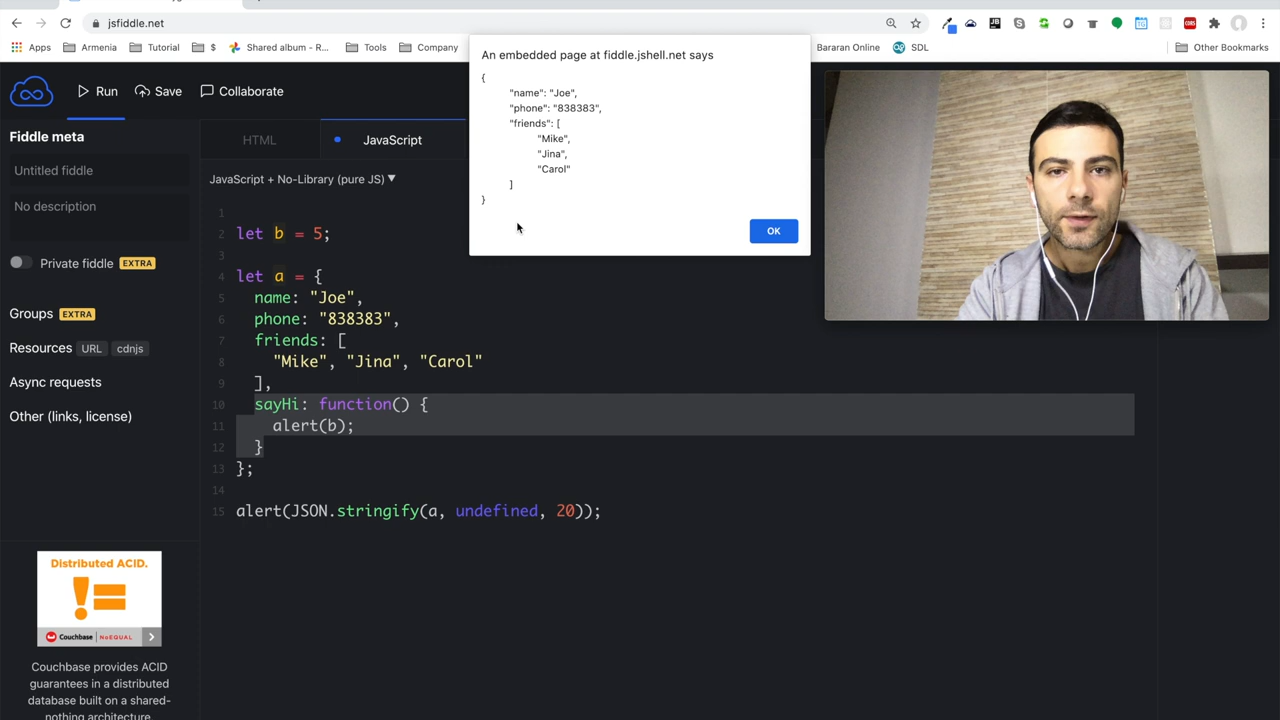 jsfiddle.net
Apps
Armenia
Tutorial
$
Shared album - R...
Tools
Company
Bararan Online
SDL
Other Bookmarks
An embedded page at fiddle.jshell.net says
{
"name": "Joe",
"phone": "838383",
"friends": [
"Mike",
"Jina",
"Carol"
]
}
OK
Run
Save
Collaborate
Fiddle meta
Untitled fiddle
No description
Private fiddle EXTRA
Groups EXTRA
Resources URL cdnjs
Async requests
Other (links, license)
HTML
JavaScript
JavaScript + No-Library (pure JS)
1
2 let b = 5;
3
4 let a = {
5 name: "Joe",
6 phone: "838383",
7 friends: [
8 "Mike", "Jina", "Carol"
9 ],
10 sayHi: function() {
11 alert(b);
12 }
13 };
14
15 alert(JSON.stringify(a, undefined, 20));
Distributed ACID.
!=
Couchbase | NoEQUAL
Couchbase provides ACID
guarantees in a distributed
database built on a shared-
nothing architecture.